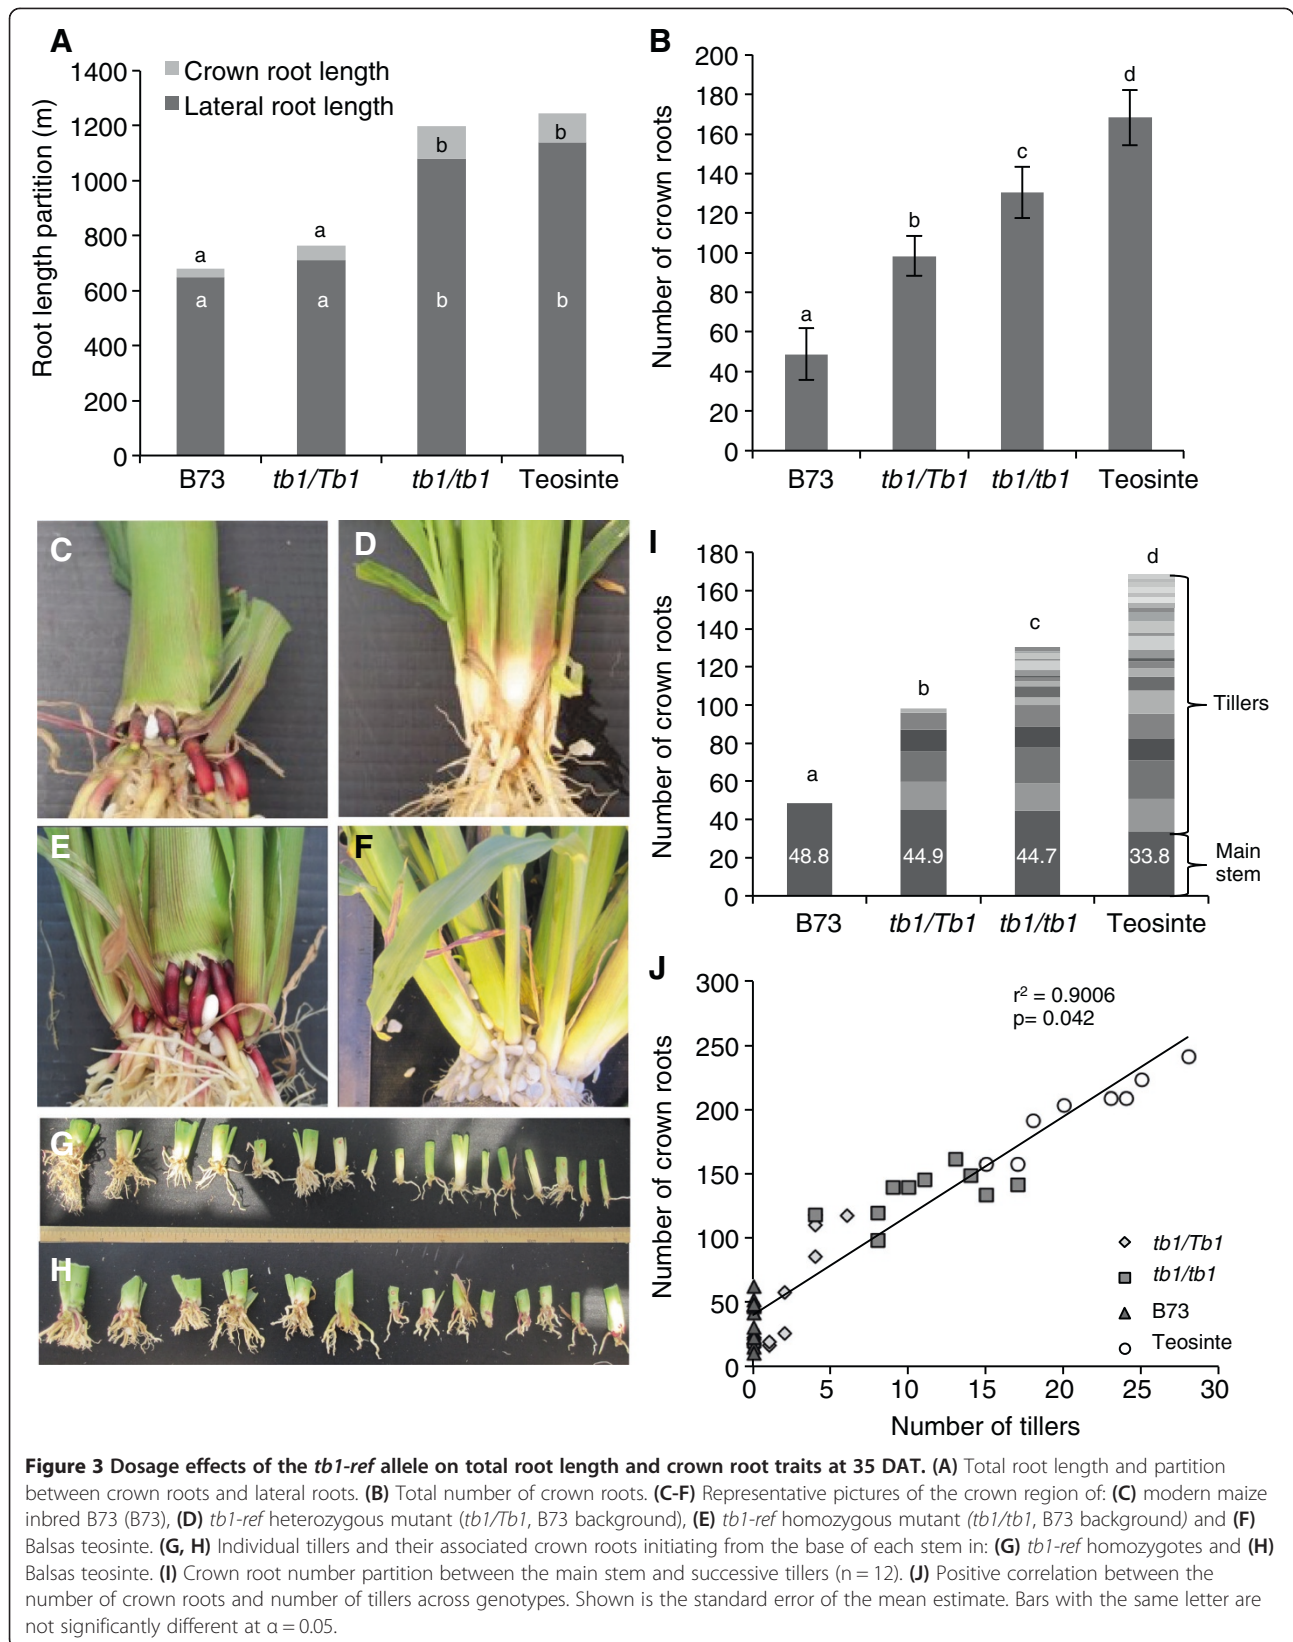 A
Root length partition (m)
1400
1200
1000
800
600
400
200
0
Crown root length
Lateral root length
a
a
b
b
a
a
b
b
B73
tb1/Tb1
tb1/tb1
Teosinte
B
Number of crown roots
200
180
160
140
120
100
80
60
40
20
0
a
b
c
d
B73
tb1/Tb1
tb1/tb1
Teosinte
C
D
E
F
G
H
I
Number of crown roots
180
160
140
120
100
80
60
40
20
0
a
b
c
d
48.8
44.9
44.7
33.8
Tillers
Main
stem
B73
tb1/Tb1
tb1/tb1
Teosinte
J
Number of crown roots
300
250
200
150
100
50
0
r² = 0.9006
p= 0.042
tb1/Tb1
tb1/tb1
B73
Teosinte
0
5
10
15
20
25
30
Number of tillers
Figure 3 Dosage effects of the tb1-ref allele on total root length and crown root traits at 35 DAT. (A) Total root length and partition
between crown roots and lateral roots. (B) Total number of crown roots. (C-F) Representative pictures of the crown region of: (C) modern maize
inbred B73 (B73), (D) tb1-ref heterozygous mutant (tb1/Tb1, B73 background), (E) tb1-ref homozygous mutant (tb1/tb1, B73 background) and (F)
Balsas teosinte. (G, H) Individual tillers and their associated crown roots initiating from the base of each stem in: (G) tb1-ref homozygotes and (H)
Balsas teosinte. (I) Crown root number partition between the main stem and successive tillers (n = 12). (J) Positive correlation between the
number of crown roots and number of tillers across genotypes. Shown is the standard error of the mean estimate. Bars with the same letter are
not significantly different at α = 0.05.